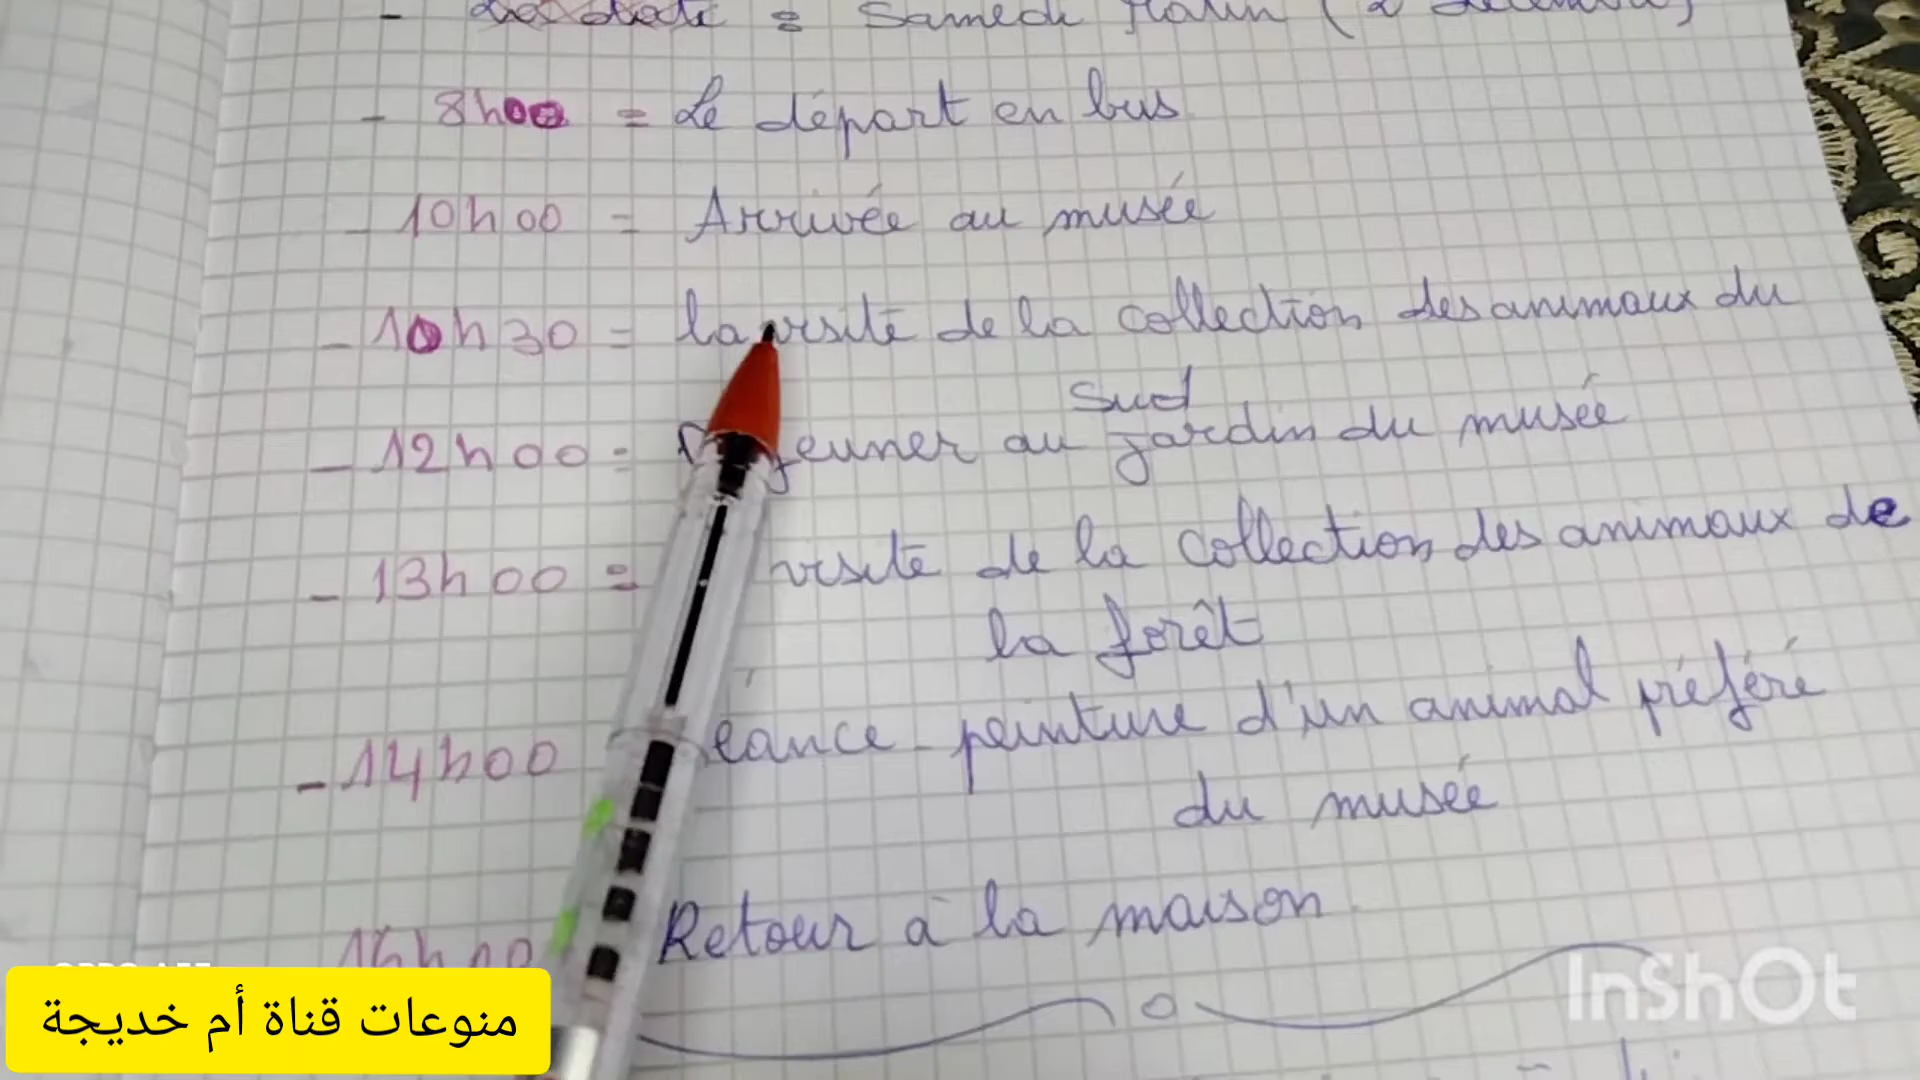 - = Samedi Matin (2
- 8h00 = Le départ en bus
- 10h00 = Arrivée au musée
- 10h30 = la visite de la collection des animaux du
Sud
- 12h00 = jeuner au jardin du musée
- 13h00 = visite de la collection des animaux de
la forêt
- 14h00 éance - peinture d'un animal préféré
du musée
16h00 Retour à la maison
InShOt
منوعات قناة أم خديجة